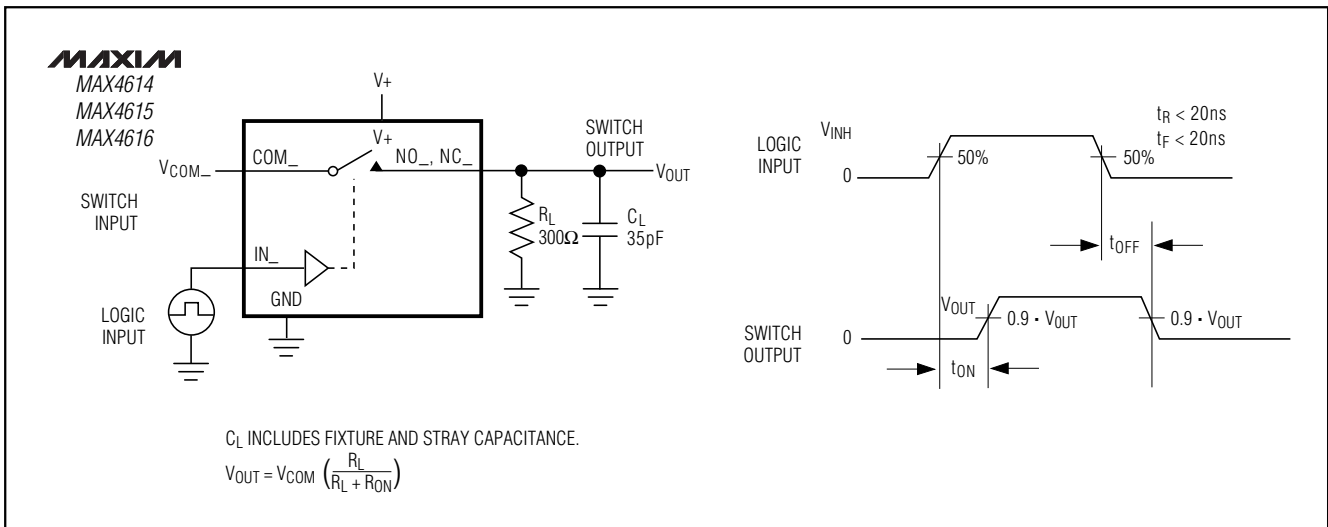 MAXIM
MAX4614
MAX4615
MAX4616
V+
V+
COM_
NO_, NC_
VCOM_
SWITCH
INPUT
SWITCH
OUTPUT
VOUT
RL
300Ω
CL
35pF
IN_
GND
LOGIC
INPUT
CL INCLUDES FIXTURE AND STRAY CAPACITANCE.
VOUT = VCOM (RL / RL + RON)
LOGIC
INPUT
VINH
0
50%
50%
tR < 20ns
tF < 20ns
tOFF
SWITCH
OUTPUT
VOUT
0
0.9 · VOUT
0.9 · VOUT
tON